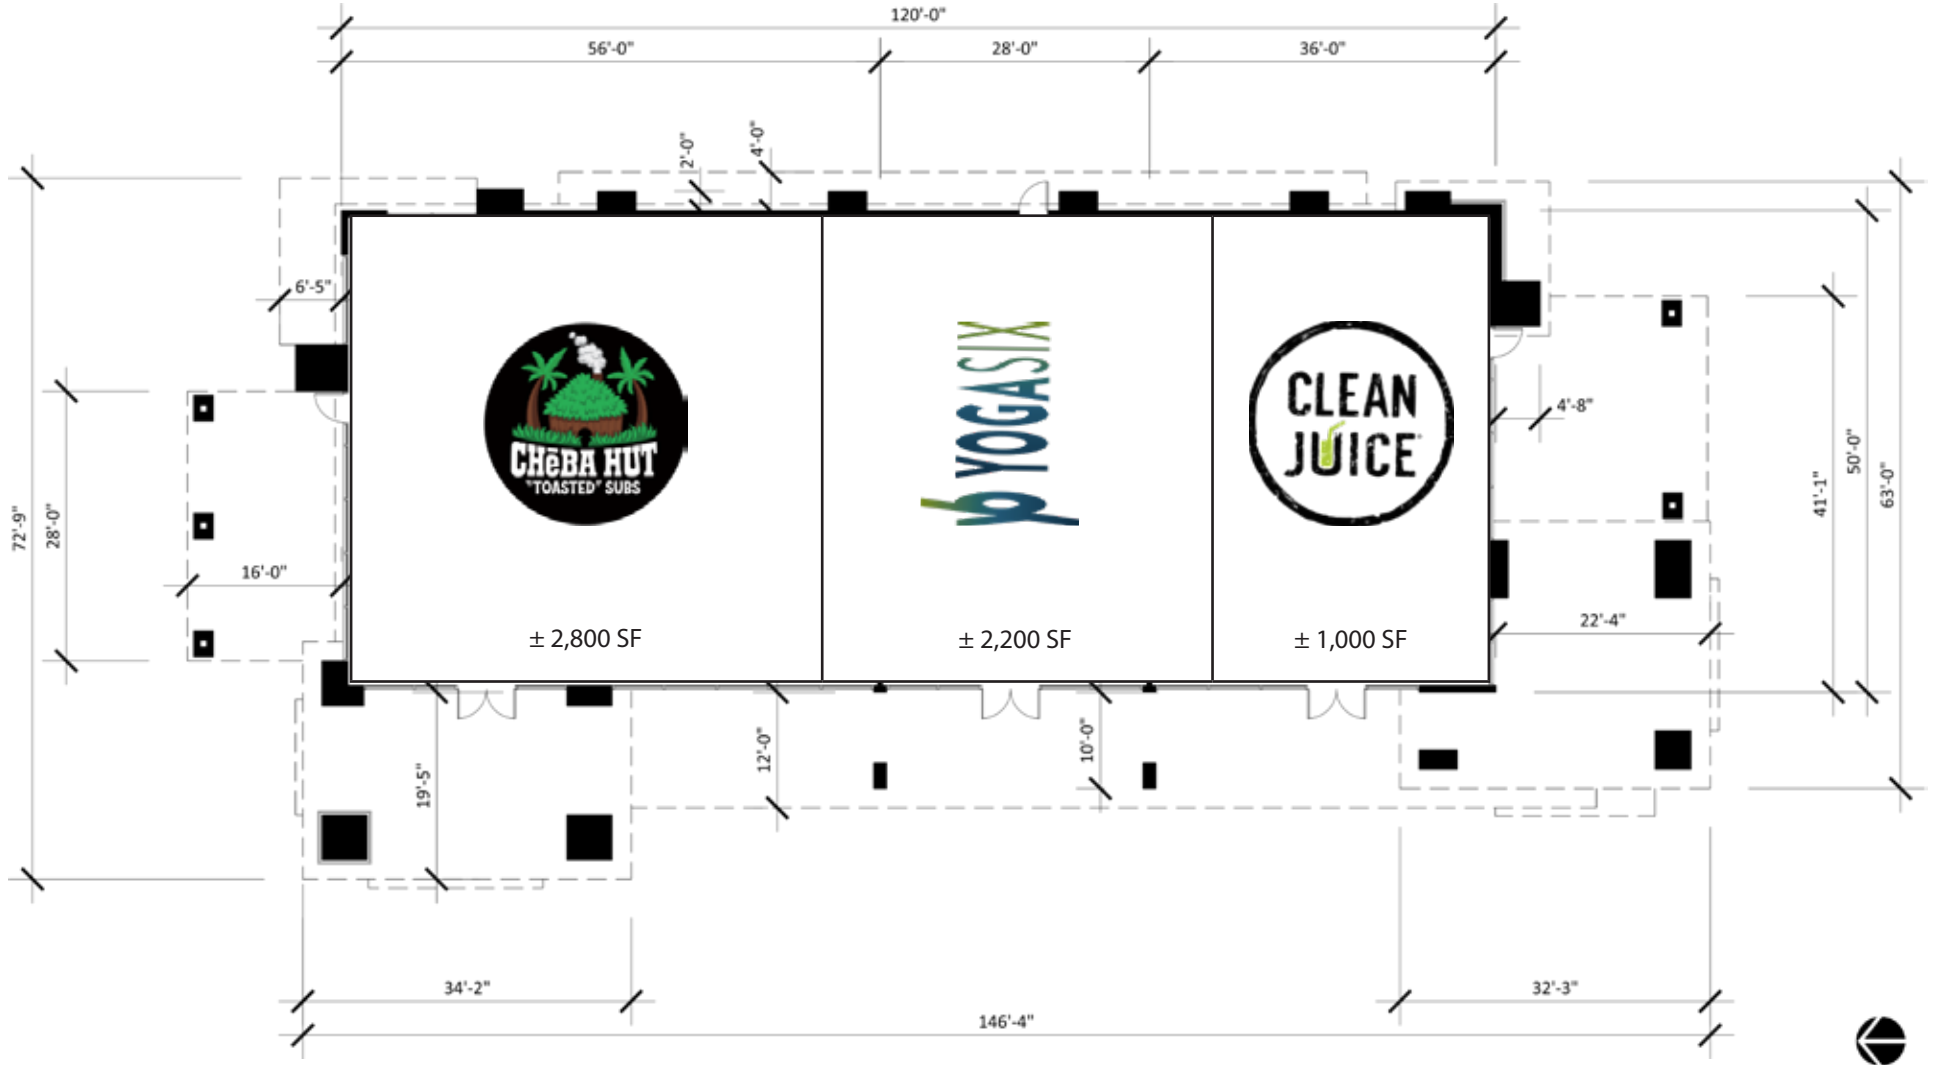 120'-0"
56'-0"
28'-0"
36'-0"
2'-0"
4'-0"
6'-5"
72'-9"
28'-0"
16'-0"
CHēBA HUT
"TOASTED" SUBS
YOGASIX
CLEAN
JUICE
4'-8"
41'-1"
50'-0"
63'-0"
± 2,800 SF
± 2,200 SF
± 1,000 SF
22'-4"
19'-5"
12'-0"
10'-0"
34'-2"
32'-3"
146'-4"